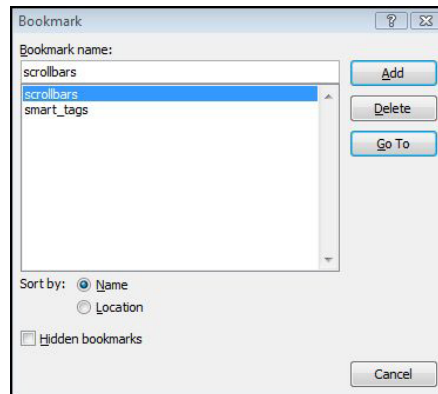 Bookmark
Bookmark name:
scrollbars
Add
scrollbars
smart_tags
Delete
Go To
Sort by: Name
Location
Hidden bookmarks
Cancel